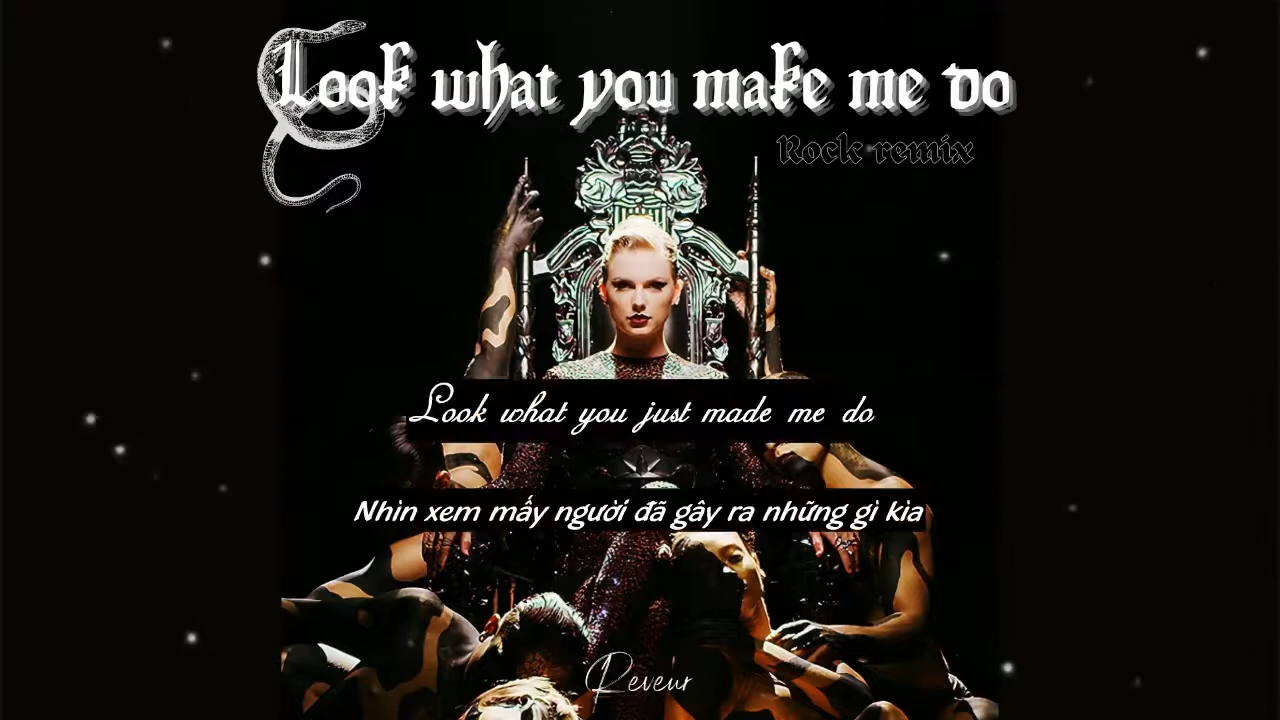 Look what you make me do
Rock remix
Look what you just made me do
Nhìn xem mấy người đã gây ra những gì kìa
Reveur